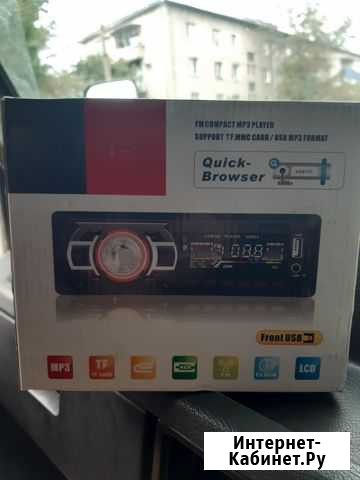 FM COMPACT MP3 PLAYER
SUPPORT TF/MMC CARD / USB MP3 FORMAT
Quick-
Browser
Front USB
MP3
TF
LCD
Интернет-
Кабинет.Ру